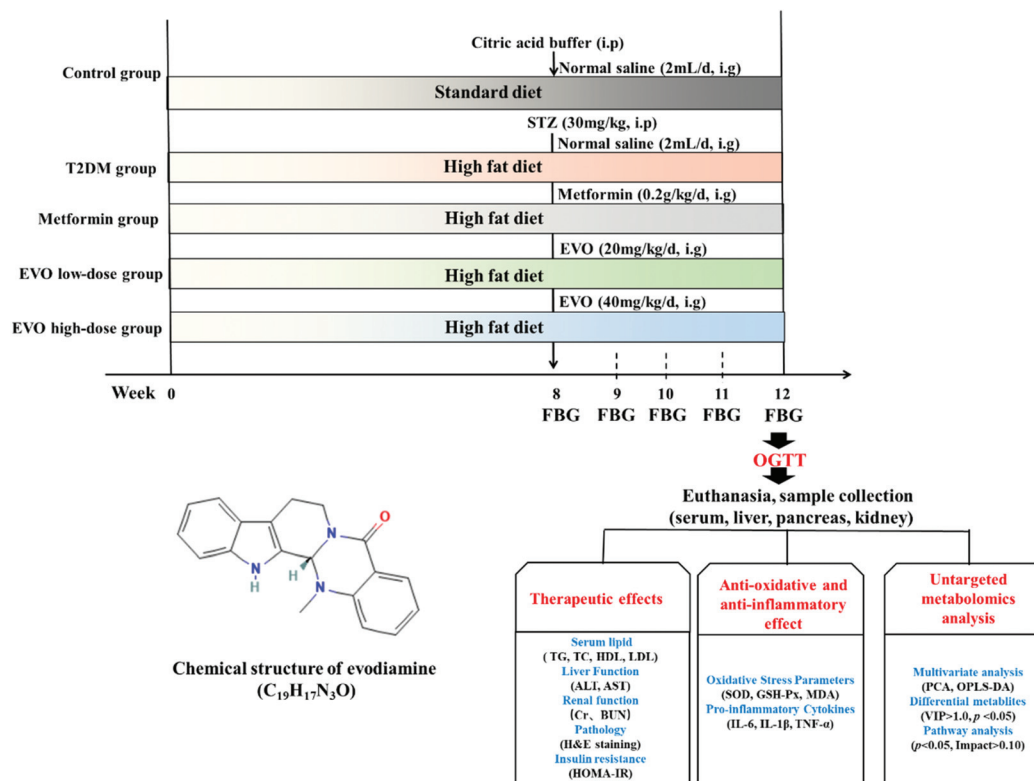 Citric acid buffer (i.p)
Control group
Normal saline (2mL/d, i.g)
Standard diet
STZ (30mg/kg, i.p)
Normal saline (2mL/d, i.g)
T2DM group
High fat diet
Metformin (0.2g/kg/d, i.g)
Metformin group
High fat diet
EVO (20mg/kg/d, i.g)
EVO low-dose group
High fat diet
EVO (40mg/kg/d, i.g)
EVO high-dose group
High fat diet
Week 0 8 9 10 11 12
FBG FBG FBG FBG FBG
OGTT
Euthanasia, sample collection
(serum, liver, pancreas, kidney)
O
N
N
H
H
N
Chemical structure of evodiamine
(C₁₉H₁₇N₃O)
Therapeutic effects
Serum lipid
( TG, TC, HDL, LDL)
Liver Function
(ALT, AST)
Renal function
(Cr、BUN)
Pathology
(H&E staining)
Insulin resistance
(HOMA-IR)
Anti-oxidative and
anti-inflammatory
effect
Oxidative Stress Parameters
(SOD, GSH-Px, MDA)
Pro-inflammatory Cytokines
(IL-6, IL-1β, TNF-α)
Untargeted
metabolomics
analysis
Multivariate analysis
(PCA, OPLS-DA)
Differential metablites
(VIP>1.0, p <0.05)
Pathway analysis
(p<0.05, Impact>0.10)